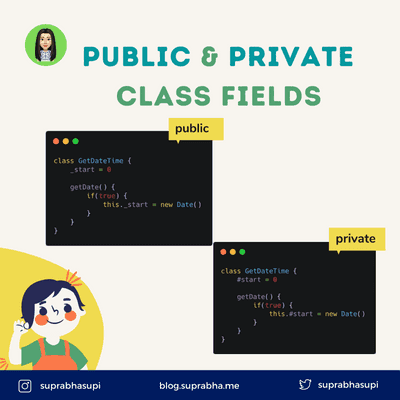 PUBLIC & PRIVATE
CLASS FIELDS
public
class GetDateTime {
    _start = 0
    getDate() {
        if(true) {
            this._start = new Date()
        }
    }
}
private
class GetDateTime {
    #start = 0
    getDate() {
        if(true) {
            this.#start = new Date()
        }
    }
}
suprabhasupi
blog.suprabha.me
suprabhasupi